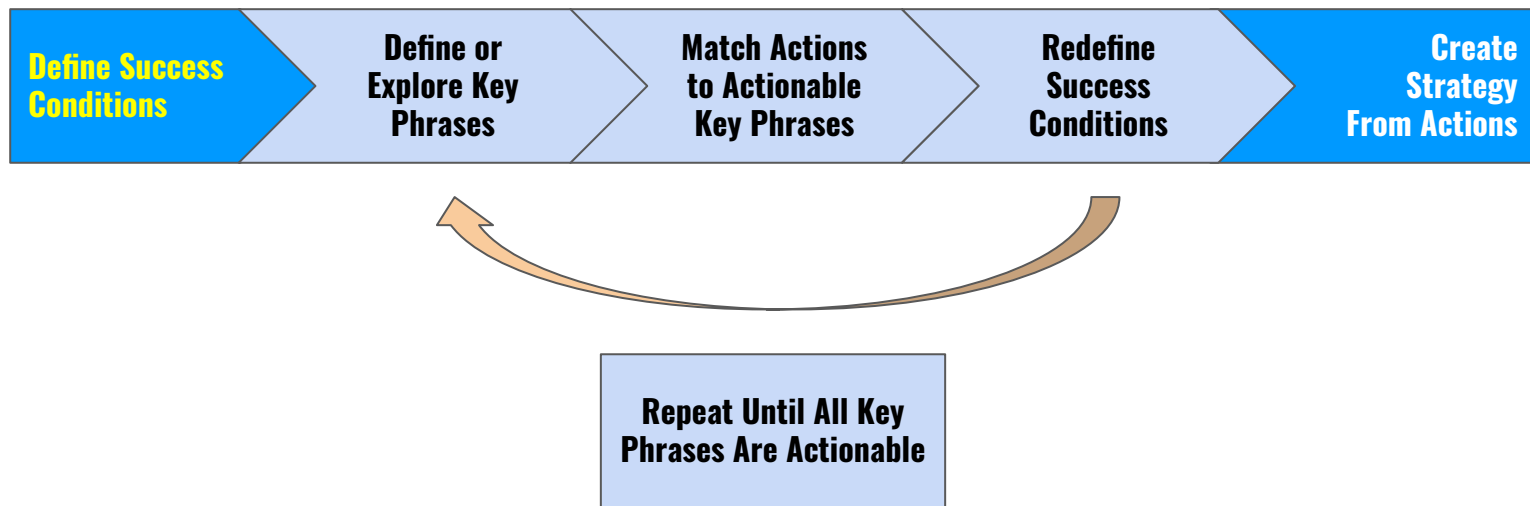 Define Success
Conditions
Define or
Explore Key
Phrases
Match Actions
to Actionable
Key Phrases
Redefine
Success
Conditions
Create
Strategy
From Actions
Repeat Until All Key
Phrases Are Actionable